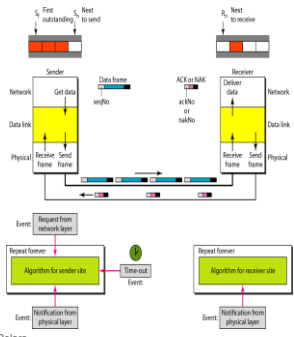 Sf First outstanding
Sn Next to send
Rn Next to receive
Sender
Receiver
Data frame
ACK or NAK
seqNo
ackNo
or
nakNo
Network
Get data
Deliver data
Network
Data link
Data link
Physical
Receive frame
Send frame
Receive frame
Send frame
Physical
Event:
Request from network layer
Repeat forever
Algorithm for sender site
Time-out
Event:
Event:
Notification from physical layer
Repeat forever
Algorithm for receiver site
Event:
Notification from physical layer